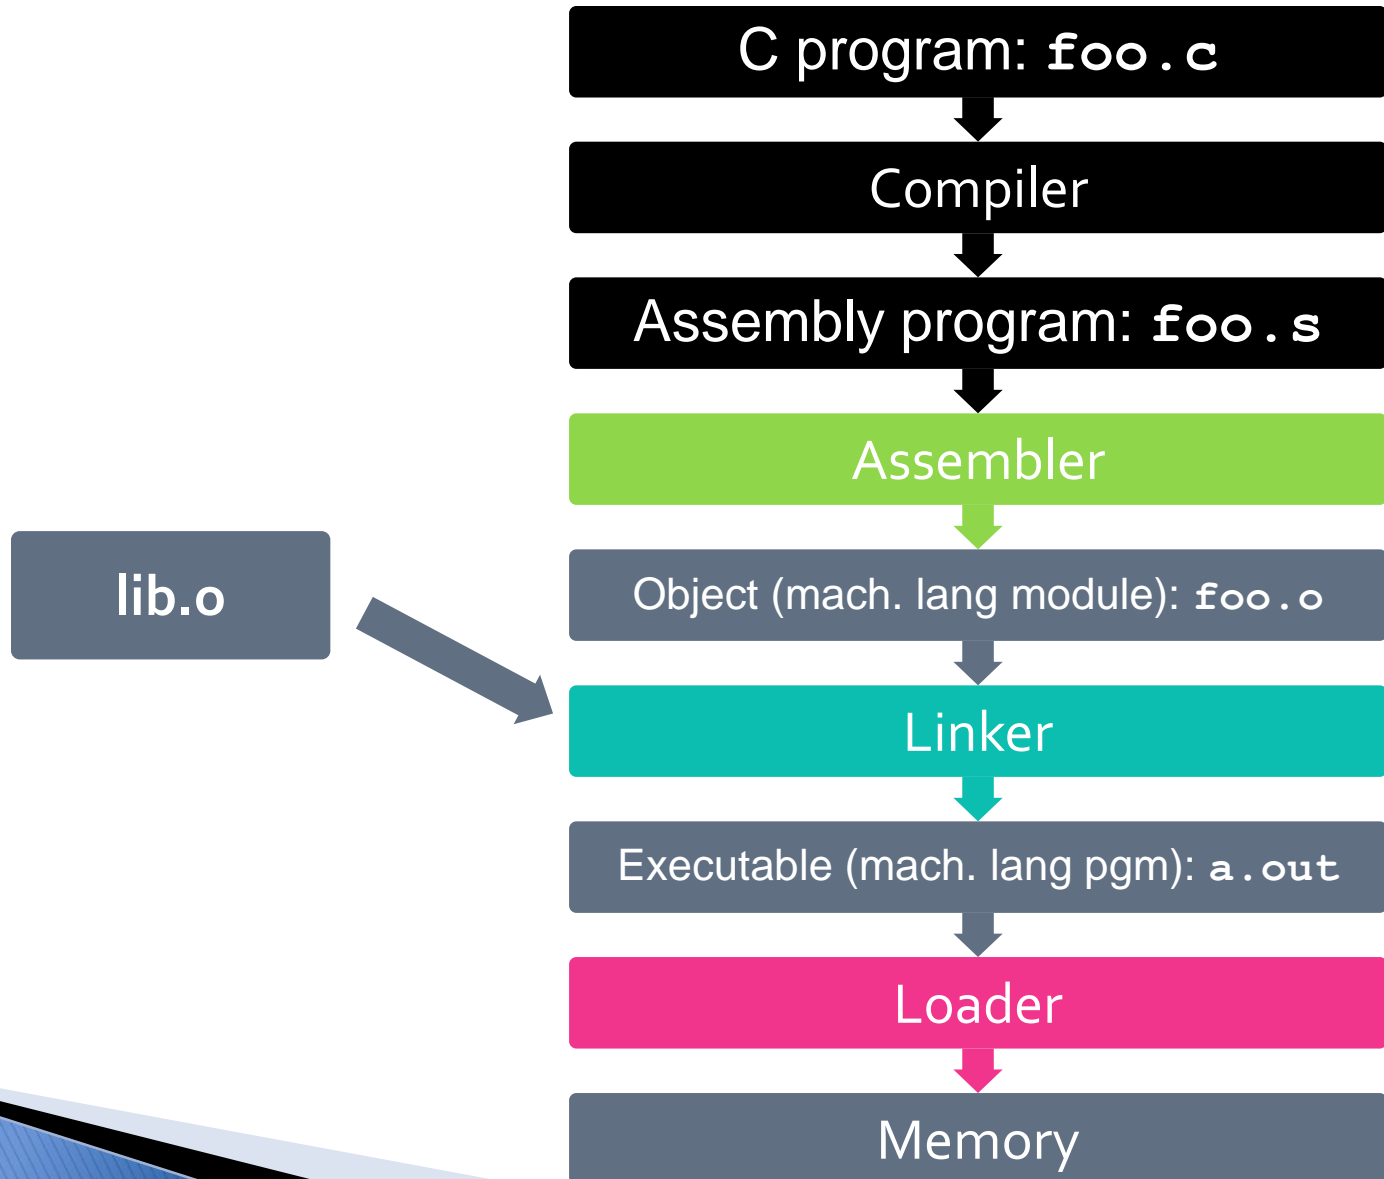 C program: foo.c
Compiler
Assembly program: foo.s
Assembler
lib.o
Object (mach. lang module): foo.o
Linker
Executable (mach. lang pgm): a.out
Loader
Memory